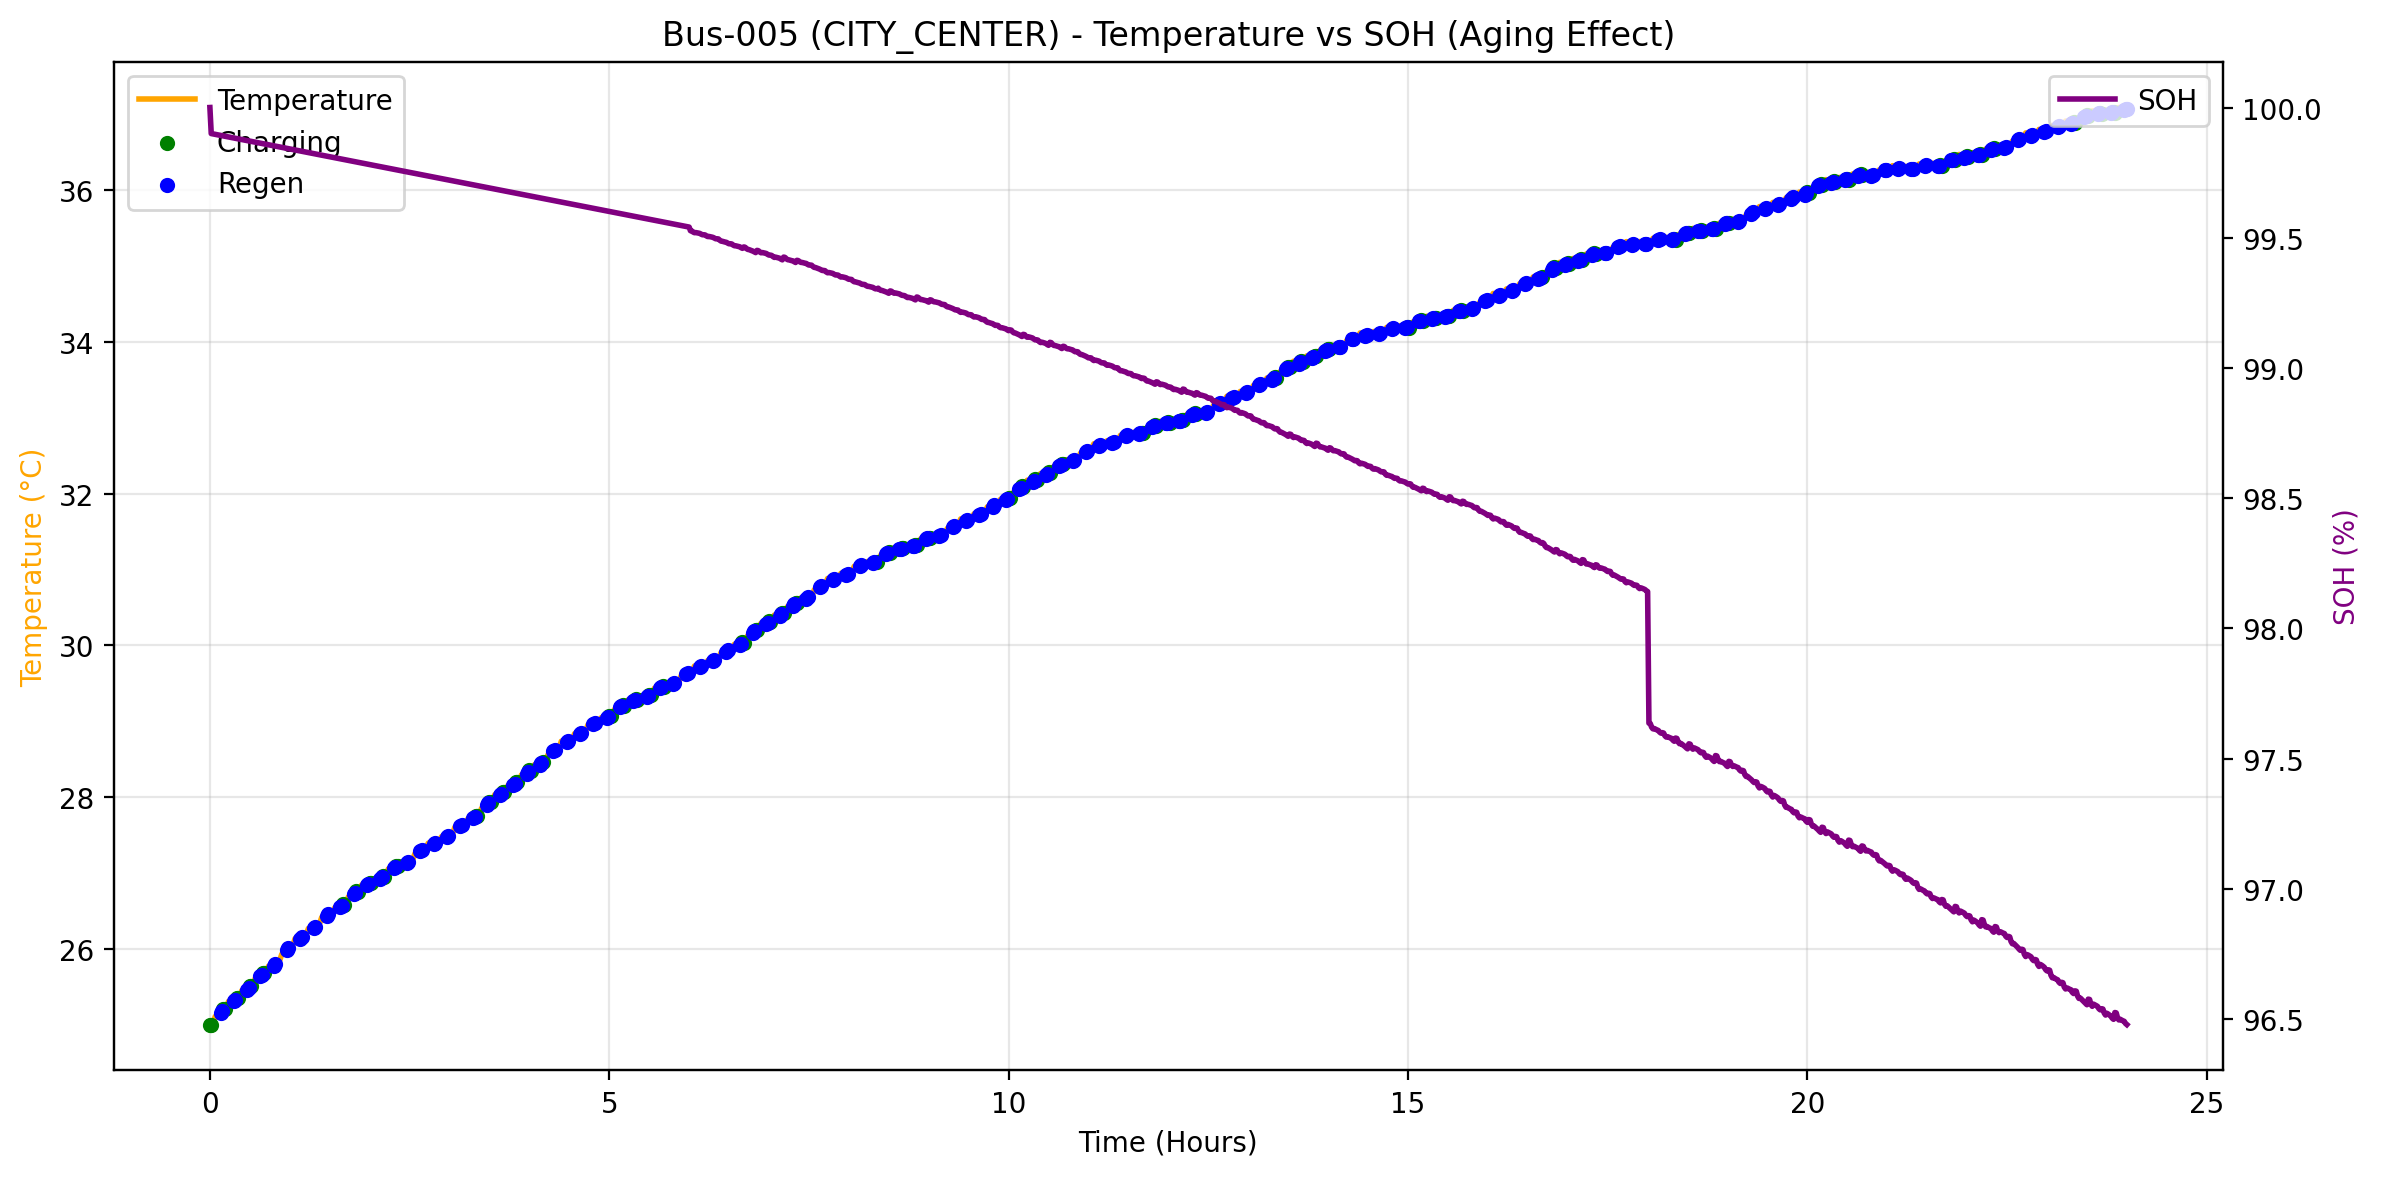 Bus-005 (CITY_CENTER) - Temperature vs SOH (Aging Effect)
Temperature
Charging
Regen
SOH
36
34
32
30
28
26
Temperature (°C)
100.0
99.5
99.0
98.5
98.0
97.5
97.0
96.5
SOH (%)
0 5 10 15 20 25
Time (Hours)